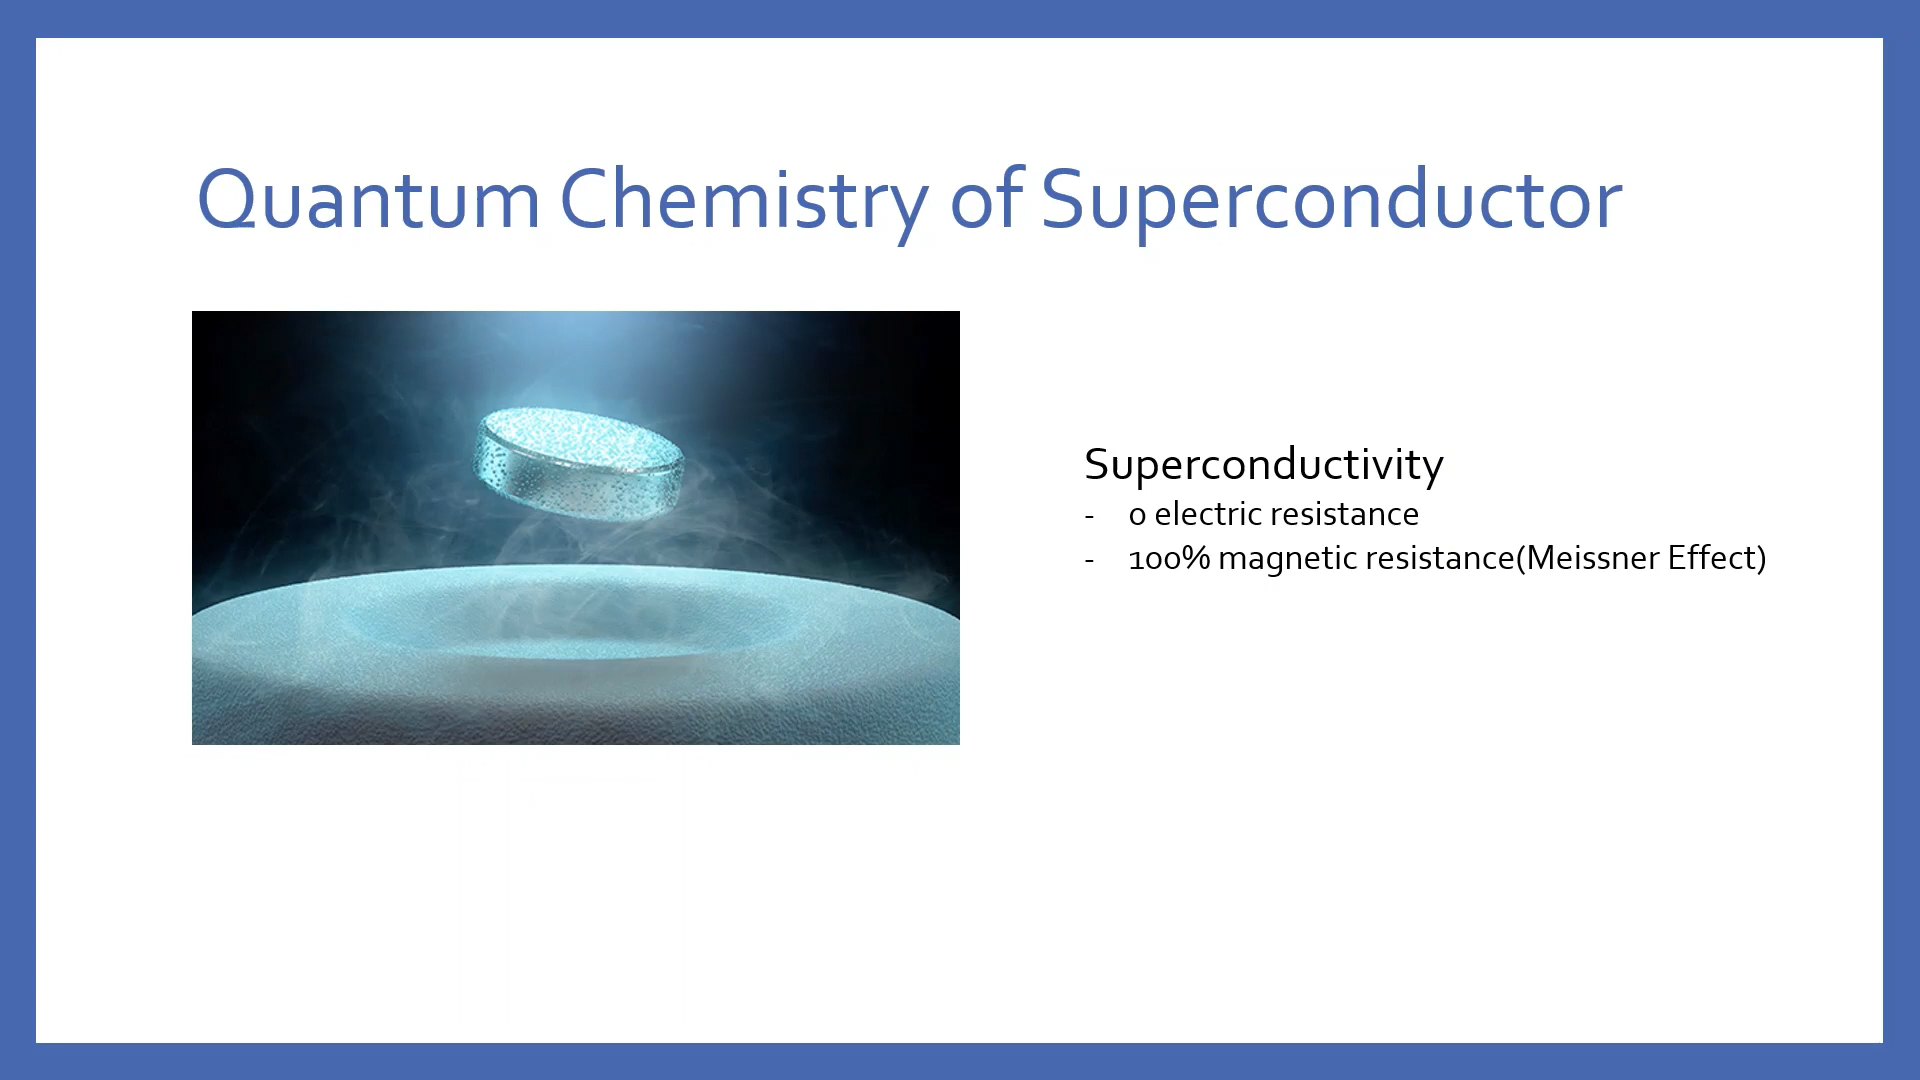 Quantum Chemistry of Superconductor
Superconductivity
- 0 electric resistance
- 100% magnetic resistance(Meissner Effect)